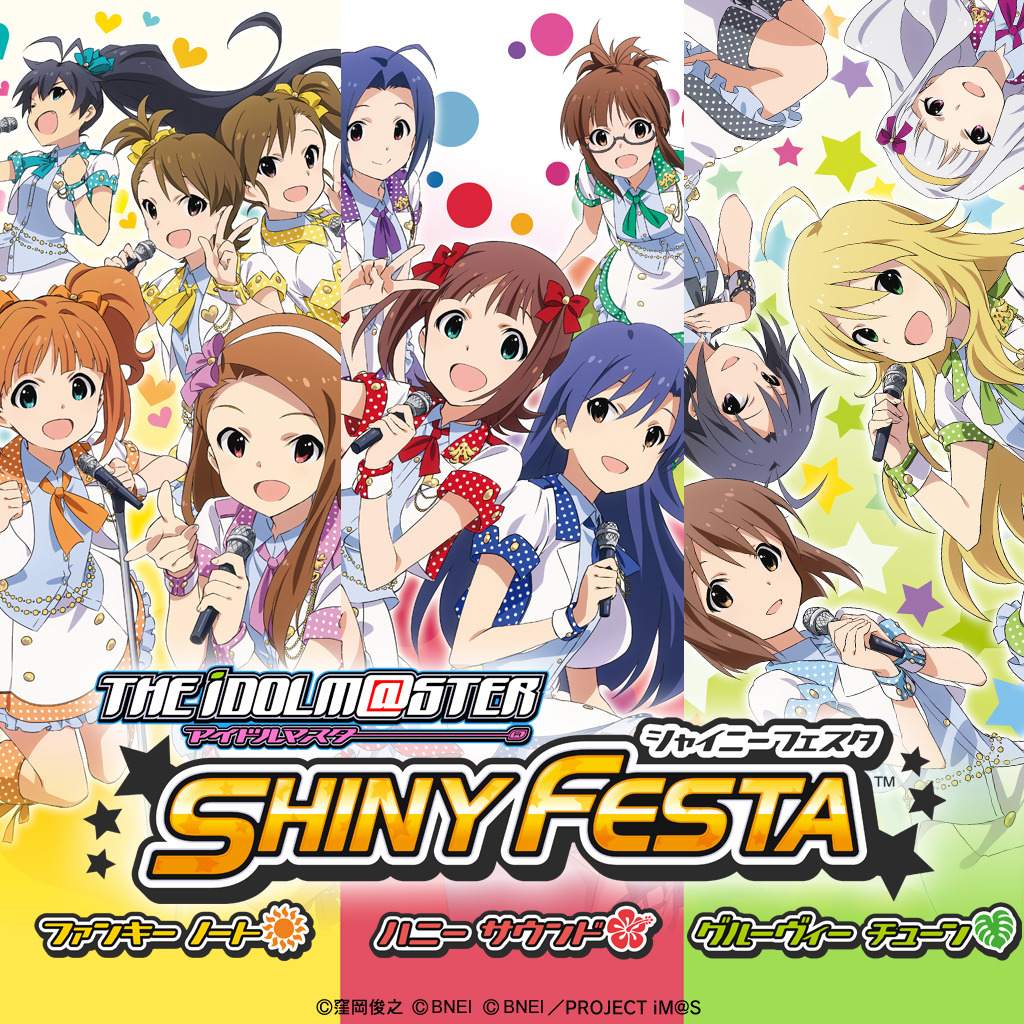 THE iDOLM@STER
アイドルマスター
シャイニーフェスタ
SHINY FESTA™
ファンキー ノート
ハニー サウンド
グルーヴィー チューン
©窪岡俊之 ©BNEI ©BNEI／PROJECT iM@S